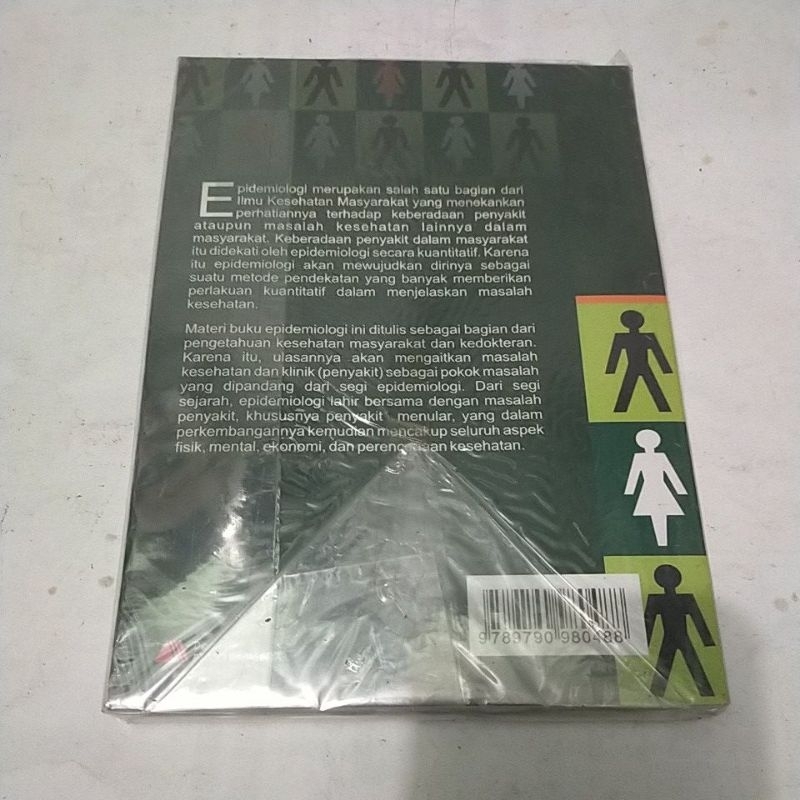 Epidemiologi merupakan salah satu bagian dari
Ilmu Kesehatan Masyarakat yang menekankan
perhatiannya terhadap keberadaan penyakit
ataupun masalah kesehatan lainnya dalam
masyarakat. Keberadaan penyakit dalam masyarakat
itu didekati oleh epidemiologi secara kuantitatif. Karena
itu epidemiologi akan mewujudkan dirinya sebagai
suatu metode pendekatan yang banyak memberikan
perlakuan kuantitatif dalam menjelaskan masalah
kesehatan.
Materi buku epidemiologi ini ditulis sebagai bagian dari
pengetahuan kesehatan masyarakat dan kedokteran.
Karena itu, ulasannya akan mengaitkan masalah
kesehatan dan klinik (penyakit) sebagai pokok masalah
yang dipandang dari segi epidemiologi. Dari segi
sejarah, epidemiologi lahir bersama dengan masalah
penyakit, khususnya penyakit menular, yang dalam
perkembangannya kemudian mencakup seluruh aspek
fisik, mental, ekonomi, dan perencanaan kesehatan.
9 789790 980488